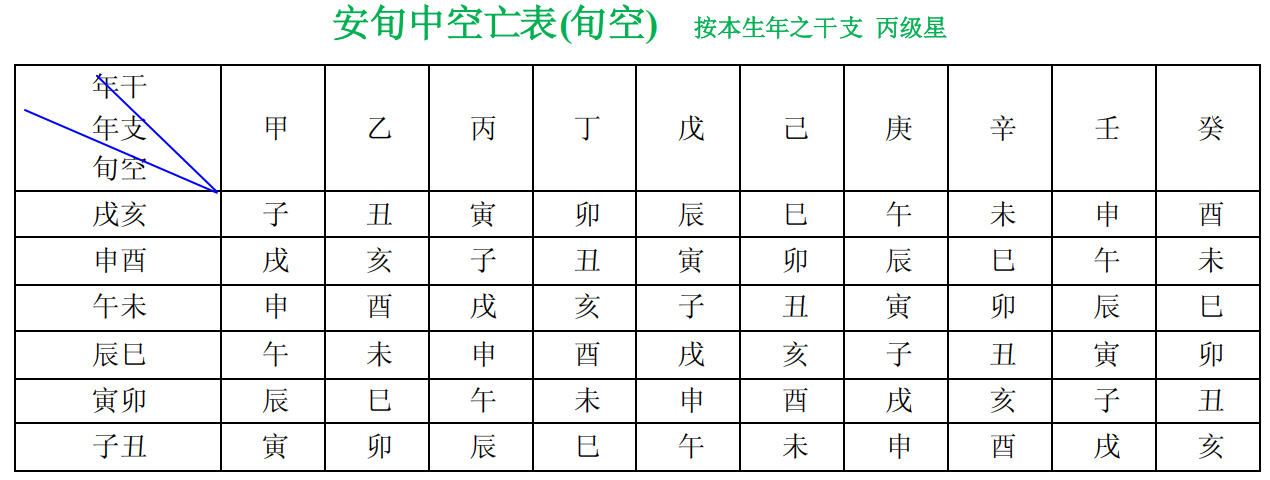 安旬中空亡表(旬空) 按本生年之干支 丙级星
年干
年支
旬空
甲 乙 丙 丁 戊 己 庚 辛 壬 癸
戌亥 子 丑 寅 卯 辰 巳 午 未 申 酉
申酉 戌 亥 子 丑 寅 卯 辰 巳 午 未
午未 申 酉 戌 亥 子 丑 寅 卯 辰 巳
辰巳 午 未 申 酉 戌 亥 子 丑 寅 卯
寅卯 辰 巳 午 未 申 酉 戌 亥 子 丑
子丑 寅 卯 辰 巳 午 未 申 酉 戌 亥